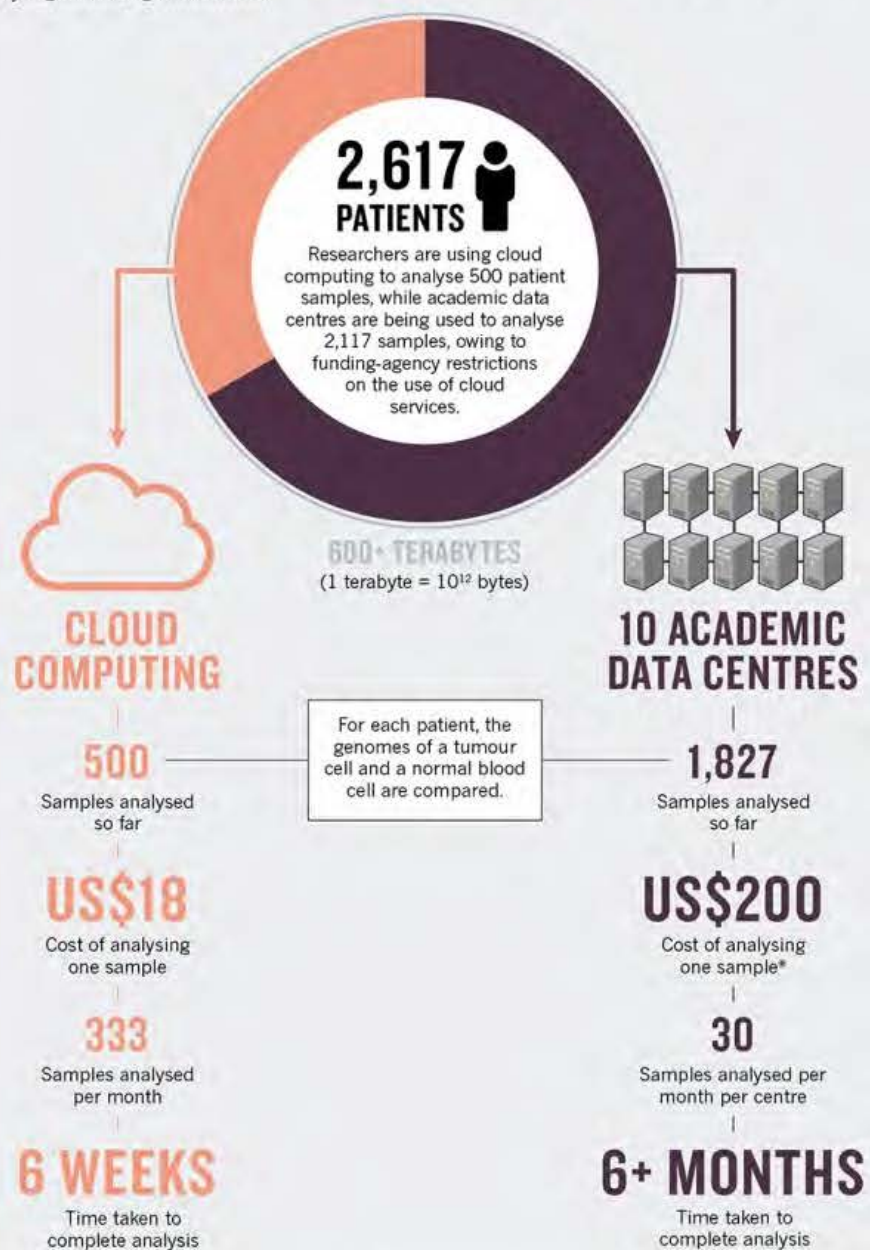 2,617
PATIENTS
Researchers are using cloud
computing to analyse 500 patient
samples, while academic data
centres are being used to analyse
2,117 samples, owing to
funding-agency restrictions
on the use of cloud
services.
600+ TERABYTES
(1 terabyte = 10¹² bytes)
CLOUD
COMPUTING
500
Samples analysed
so far
US$18
Cost of analysing
one sample
333
Samples analysed
per month
6 WEEKS
Time taken to
complete analysis
For each patient, the
genomes of a tumour
cell and a normal blood
cell are compared.
10 ACADEMIC
DATA CENTRES
1,827
Samples analysed
so far
US$200
Cost of analysing
one sample*
30
Samples analysed per
month per centre
6+ MONTHS
Time taken to
complete analysis